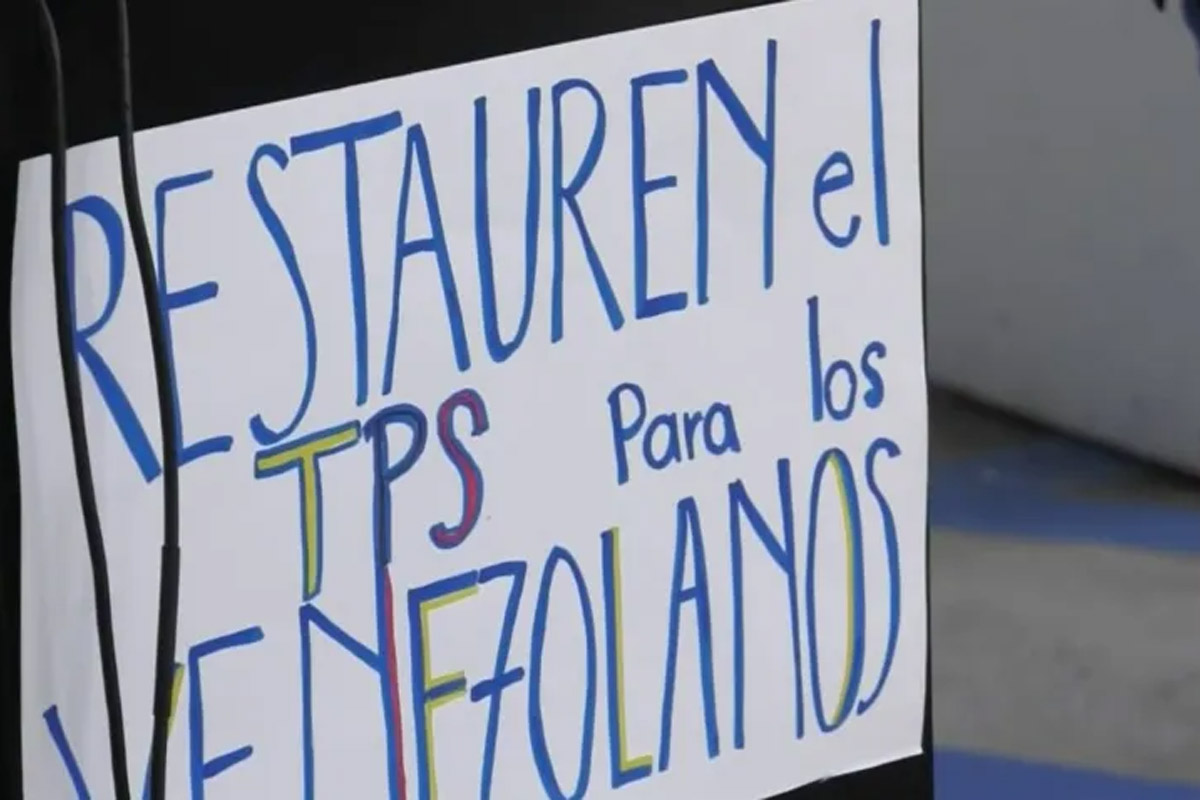 RESTAUREN el
TPS Para los
VENEZOLANOS